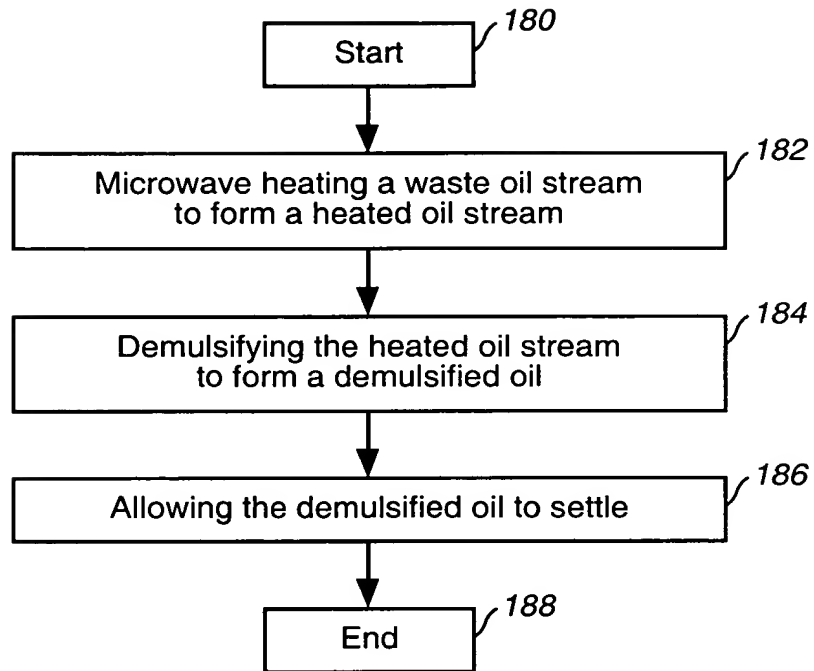 180
Start
182
Microwave heating a waste oil stream
to form a heated oil stream
184
Demulsifying the heated oil stream
to form a demulsified oil
186
Allowing the demulsified oil to settle
188
End